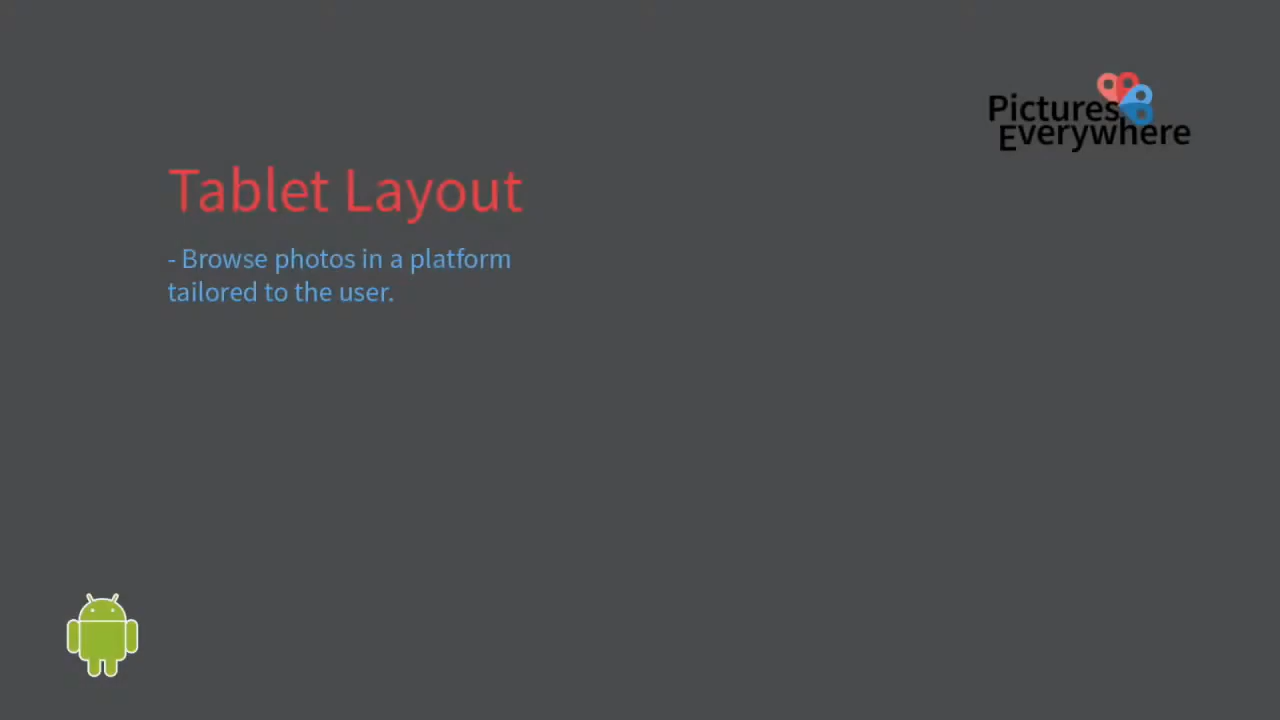 Pictures
Everywhere
Tablet Layout
- Browse photos in a platform
tailored to the user.